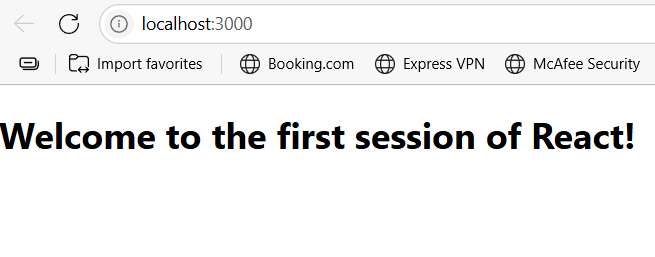 localhost:3000
Import favorites Booking.com Express VPN McAfee Security
Welcome to the first session of React!